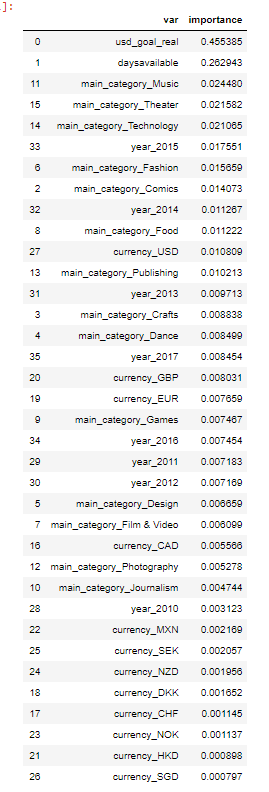 ]:
var importance
0 usd_goal_real 0.455385
1 daysavailable 0.262943
11 main_category_Music 0.024480
15 main_category_Theater 0.021582
14 main_category_Technology 0.021065
33 year_2015 0.017551
6 main_category_Fashion 0.015659
2 main_category_Comics 0.014073
32 year_2014 0.011267
8 main_category_Food 0.011222
27 currency_USD 0.010809
13 main_category_Publishing 0.010213
31 year_2013 0.009713
3 main_category_Crafts 0.008838
4 main_category_Dance 0.008499
35 year_2017 0.008454
20 currency_GBP 0.008031
19 currency_EUR 0.007659
9 main_category_Games 0.007467
34 year_2016 0.007454
29 year_2011 0.007183
30 year_2012 0.007169
5 main_category_Design 0.006659
7 main_category_Film & Video 0.006099
16 currency_CAD 0.005566
12 main_category_Photography 0.005278
10 main_category_Journalism 0.004744
28 year_2010 0.003123
22 currency_MXN 0.002169
25 currency_SEK 0.002057
24 currency_NZD 0.001956
18 currency_DKK 0.001652
17 currency_CHF 0.001145
23 currency_NOK 0.001137
21 currency_HKD 0.000898
26 currency_SGD 0.000797